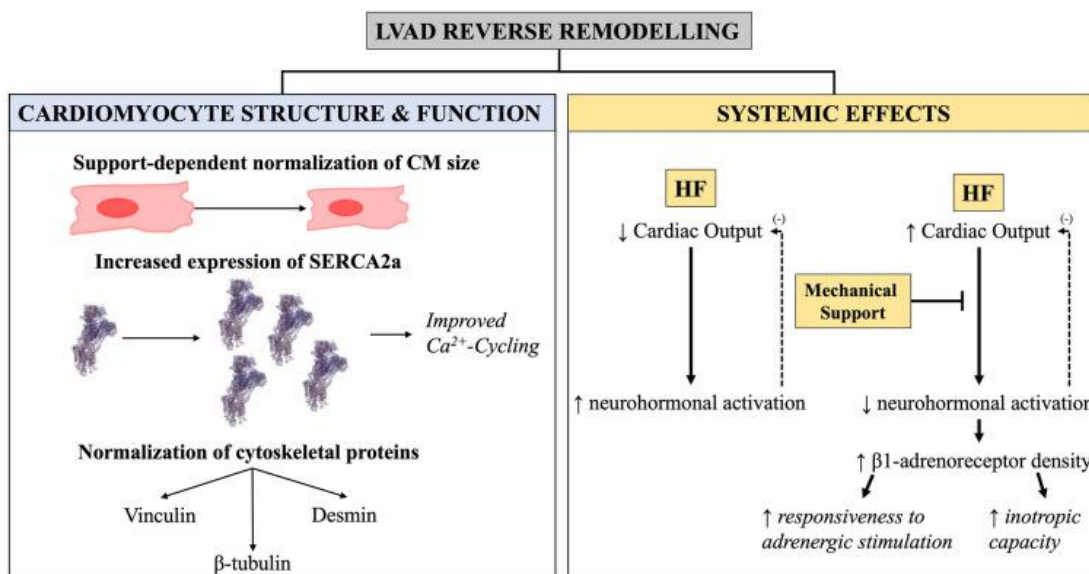 LVAD REVERSE REMODELLING
CARDIOMYOCYTE STRUCTURE & FUNCTION
Support-dependent normalization of CM size
Increased expression of SERCA2a
Improved
Ca²⁺-Cycling
Normalization of cytoskeletal proteins
Vinculin
Desmin
β-tubulin
SYSTEMIC EFFECTS
HF
↓ Cardiac Output
(-)
↑ neurohormonal activation
HF
↑ Cardiac Output
(-)
Mechanical
Support
↓ neurohormonal activation
↑ β1-adrenoreceptor density
↑ responsiveness to
adrenergic stimulation
↑ inotropic
capacity